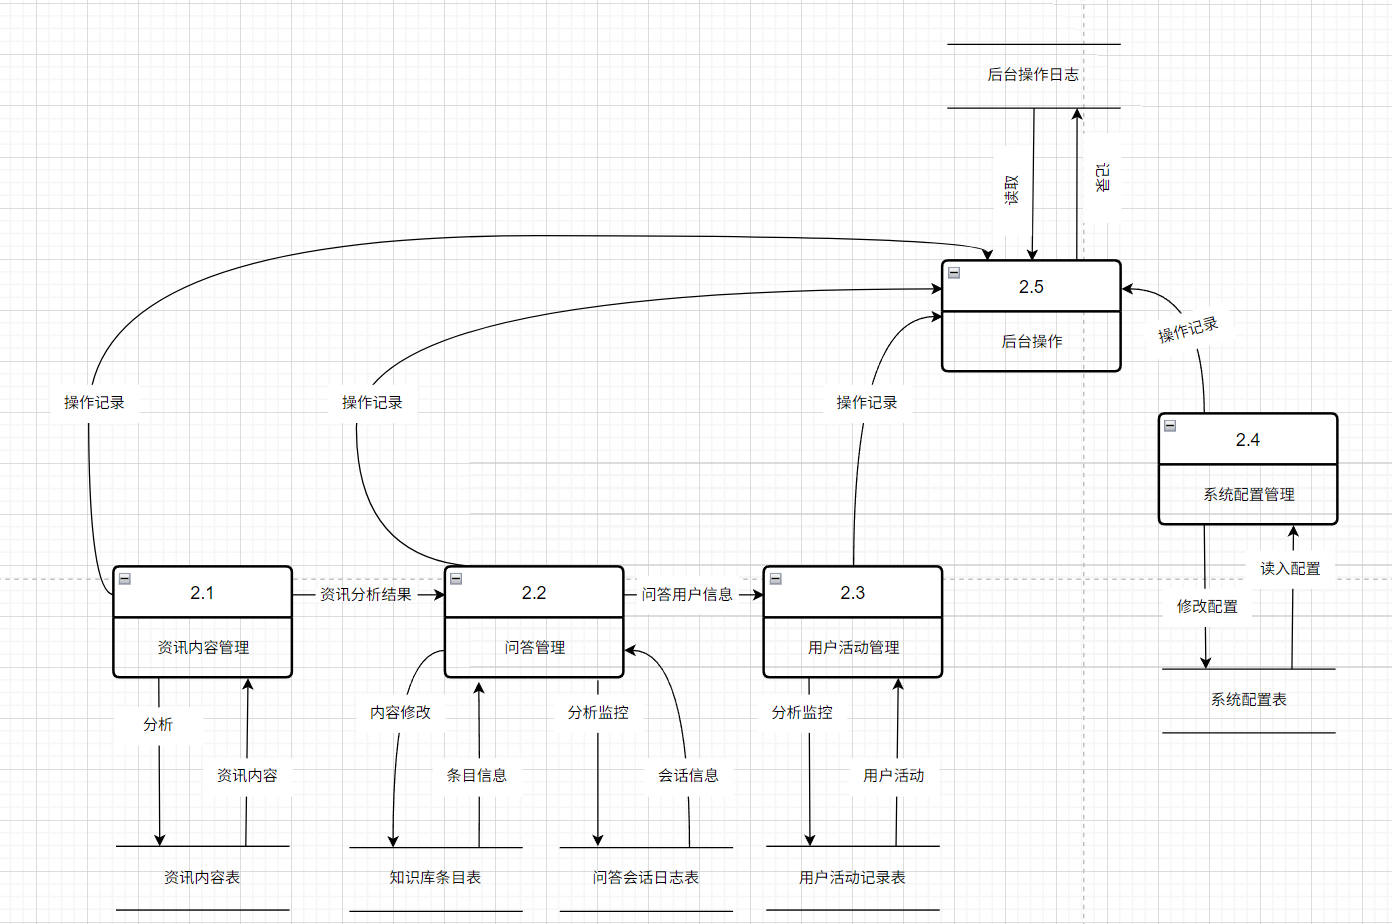 后台操作日志
读取
记录
2.5
后台操作
操作记录
操作记录
操作记录
操作记录
2.4
系统配置管理
读入配置
修改配置
系统配置表
2.1
资讯内容管理
资讯分析结果
2.2
问答管理
问答用户信息
2.3
用户活动管理
分析
资讯内容
内容修改
条目信息
分析监控
会话信息
分析监控
用户活动
资讯内容表
知识库条目表
问答会话日志表
用户活动记录表